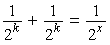 1/2^k + 1/2^k = 1/2^x